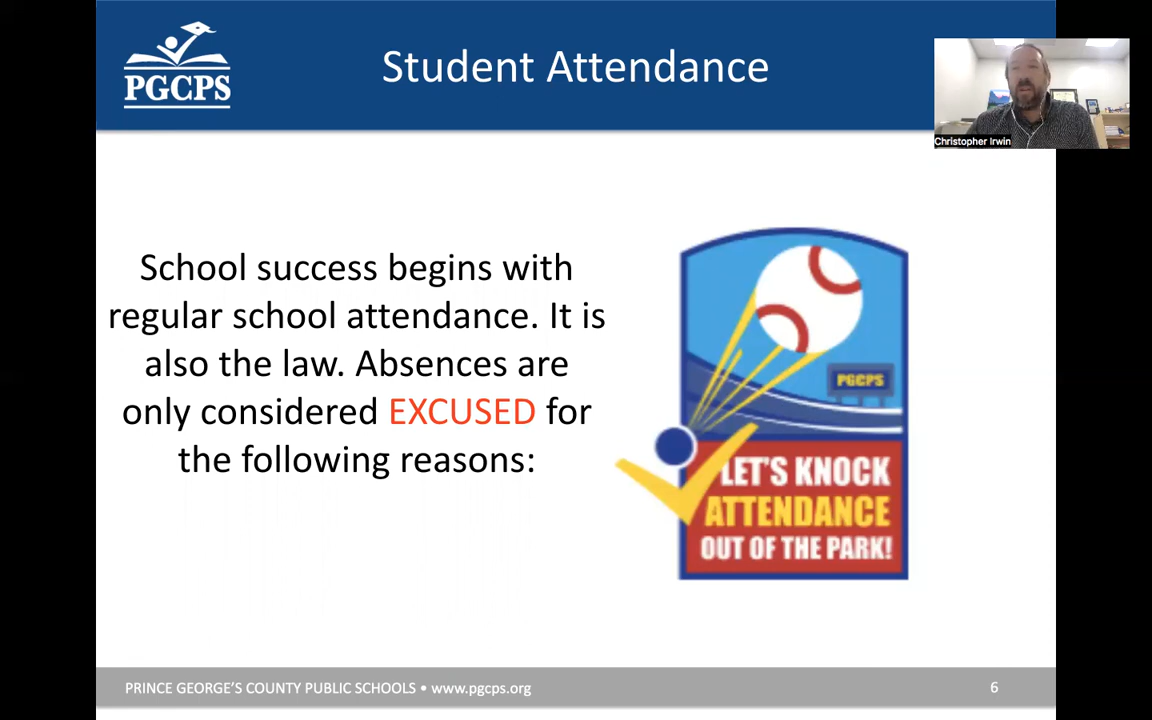 PGCPS
Student Attendance
Christopher Irwin
School success begins with
regular school attendance. It is
also the law. Absences are
only considered EXCUSED for
the following reasons:
PGCPS
LET'S KNOCK
ATTENDANCE
OUT OF THE PARK!
PRINCE GEORGE'S COUNTY PUBLIC SCHOOLS • www.pgcps.org
6